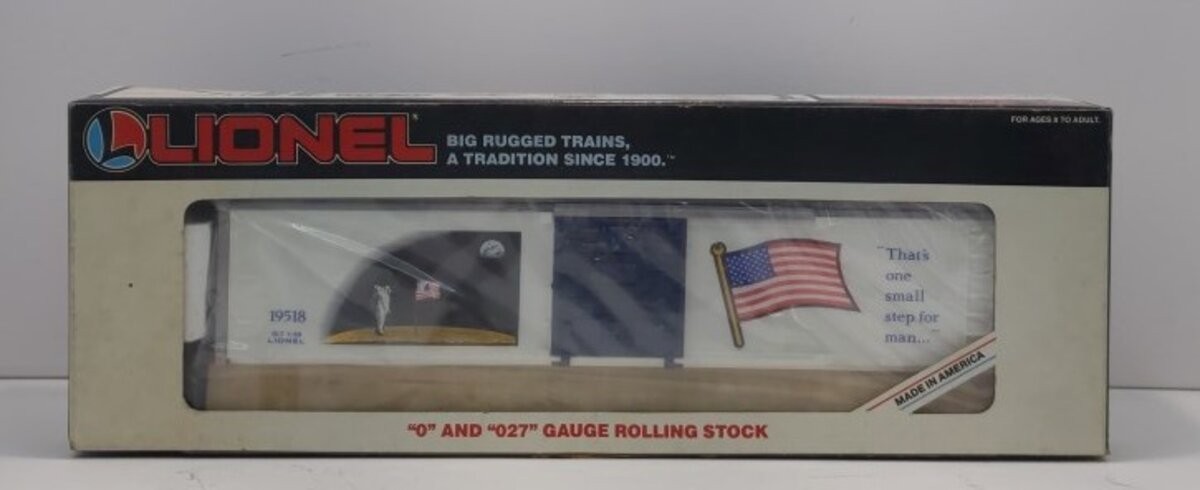 LIONEL
BIG RUGGED TRAINS,
A TRADITION SINCE 1900.™
FOR AGES 8 TO ADULT.
19518
LIONEL
"That's
one
small
step for
man..."
MADE IN AMERICA
"O" AND "027" GAUGE ROLLING STOCK